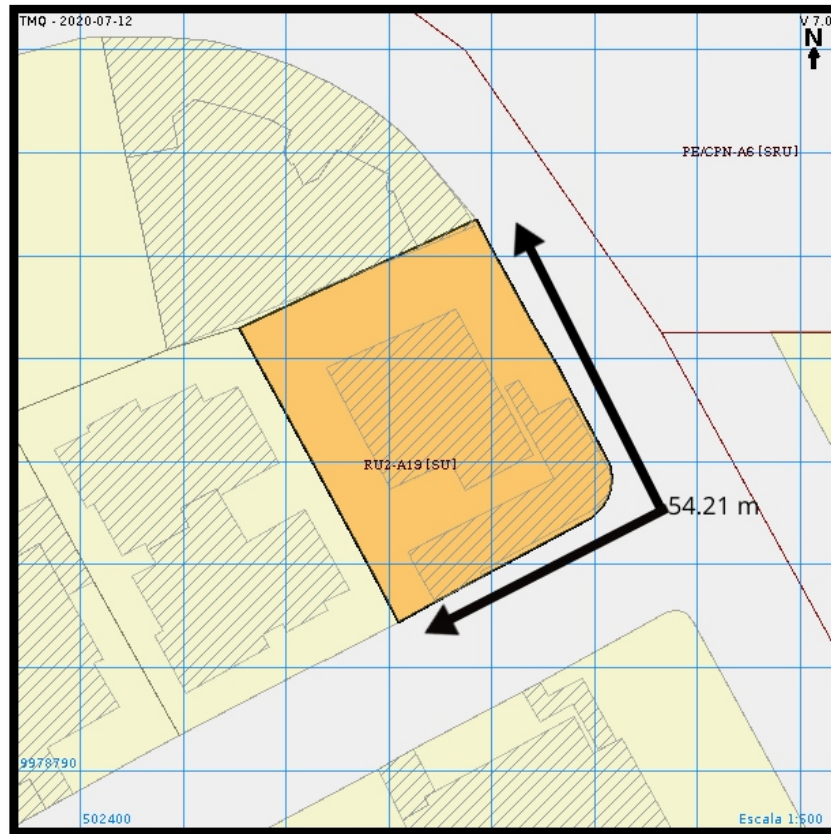 TMQ - 2020-07-12
V 7.0
N
PE/CPN-A6 [SRU]
RU2-A19 [SU]
54.21 m
9978790
502400
Escala 1:500